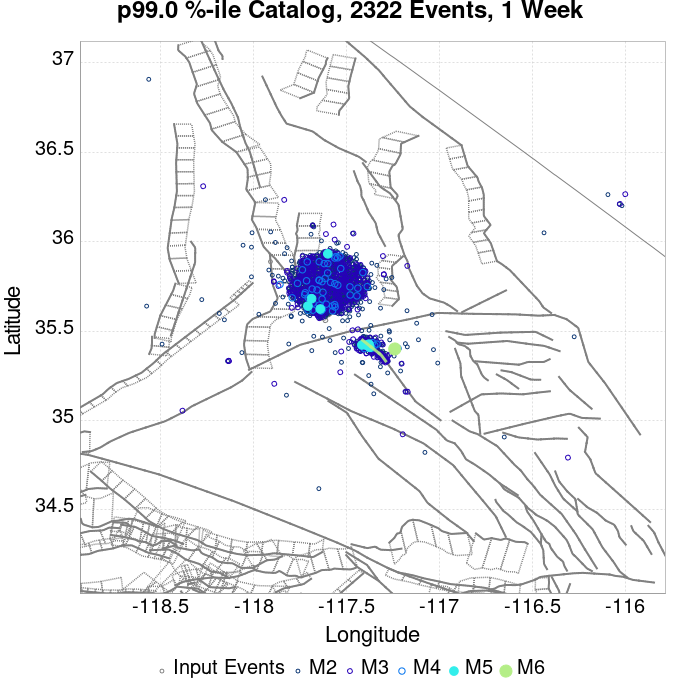 p99.0 %-ile Catalog, 2322 Events, 1 Week
37
36.5
36
35.5
35
34.5
Latitude
-118.5 -118 -117.5 -117 -116.5 -116
Longitude
Input Events M2 M3 M4 M5 M6